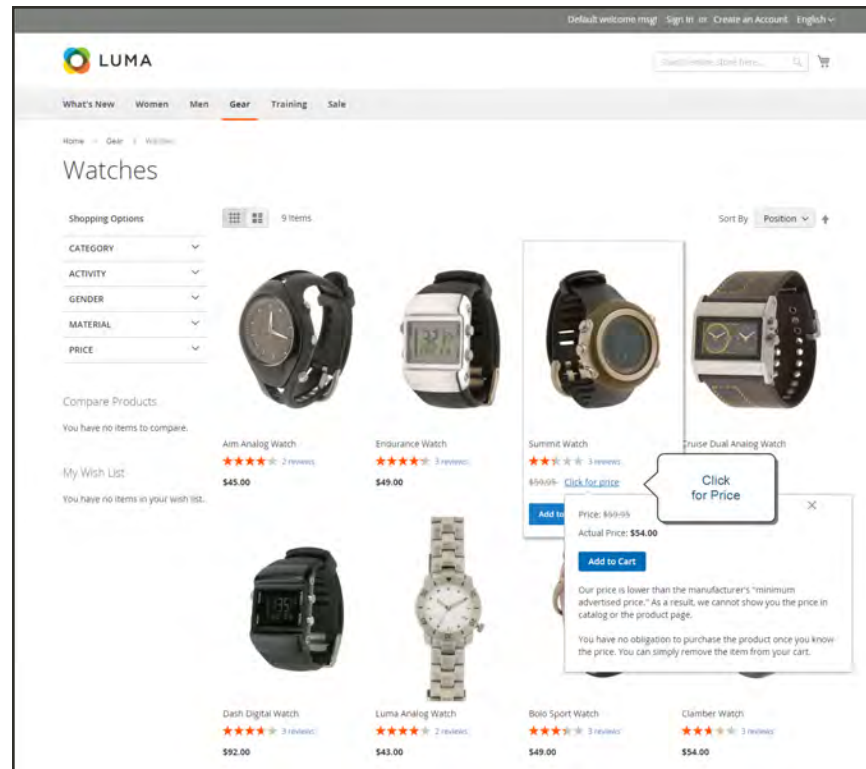 Default welcome msg! Sign In or Create an Account English
LUMA
Search entire store here...
What's New Women Men Gear Training Sale
Home Gear Watches
Watches
Shopping Options
9 Items
Sort By Position
CATEGORY
ACTIVITY
GENDER
MATERIAL
PRICE
Compare Products
You have no items to compare.
My Wish List
You have no items in your wish list.
Aim Analog Watch
2 reviews
$45.00
Endurance Watch
3 reviews
$49.00
Summit Watch
3 reviews
$59.95 Click for price
Add to
Cruise Dual Analog Watch
Click
for Price
Price: $59.95
Actual Price: $54.00
Add to Cart
Our price is lower than the manufacturer's "minimum
advertised price." As a result, we cannot show you the price in
catalog or the product page.
You have no obligation to purchase the product once you know
the price. You can simply remove the item from your cart.
Dash Digital Watch
3 reviews
$92.00
Luma Analog Watch
2 reviews
$43.00
Bolo Sport Watch
3 reviews
$49.00
Clamber Watch
3 reviews
$54.00